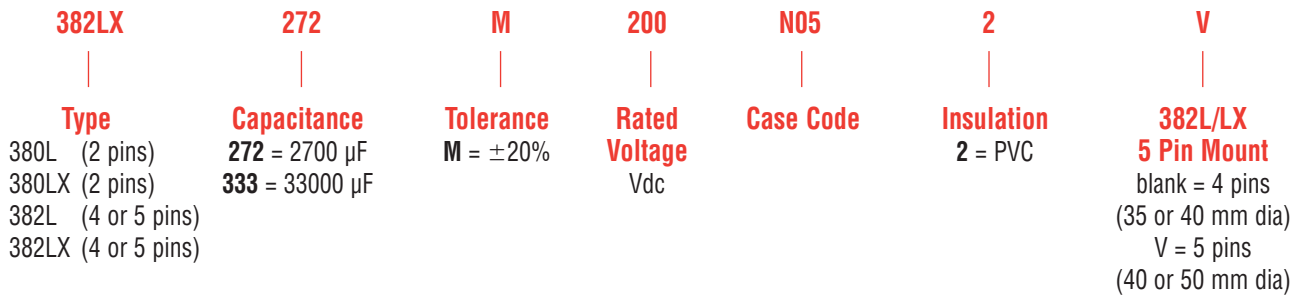 382LX 272 M 200 N05 2 V
Type Capacitance Tolerance Rated Voltage Case Code Insulation 382L/LX 5 Pin Mount
380L (2 pins)
380LX (2 pins)
382L (4 or 5 pins)
382LX (4 or 5 pins)
272 = 2700 µF
333 = 33000 µF
M = ±20%
Vdc
2 = PVC
blank = 4 pins
(35 or 40 mm dia)
V = 5 pins
(40 or 50 mm dia)